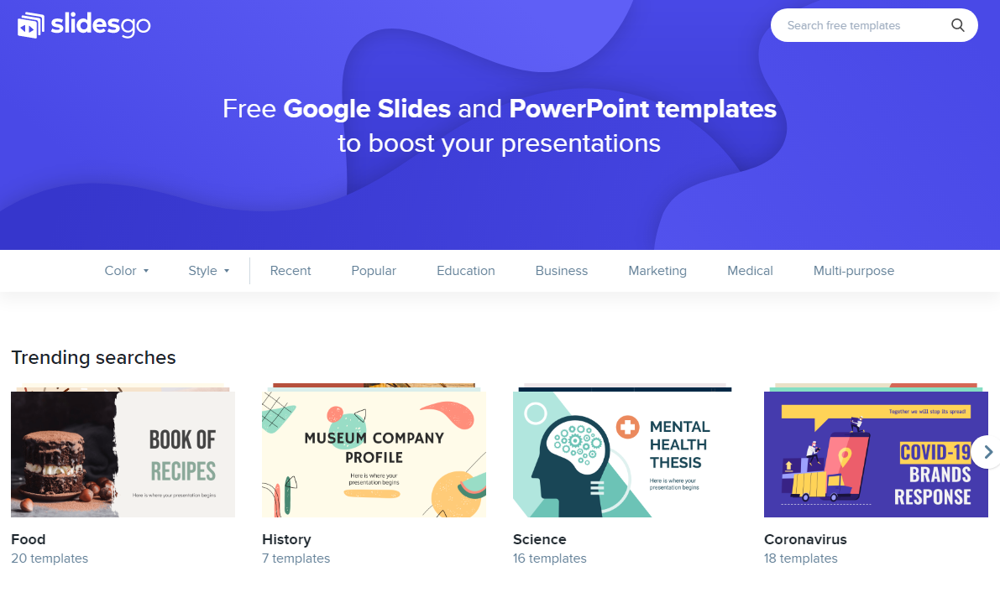 slidesgo
Search free templates
Free Google Slides and PowerPoint templates
to boost your presentations
Color
Style
Recent
Popular
Education
Business
Marketing
Medical
Multi-purpose
Trending searches
BOOK OF
RECIPES
Here is where your presentation begins
Food
20 templates
MUSEUM COMPANY
PROFILE
Here is where your
presentation begins
History
7 templates
MENTAL
HEALTH
THESIS
Here is where your
presentation begins
Science
16 templates
Together we will stop its spread!
COVID-19
BRANDS
RESPONSE
Coronavirus
18 templates